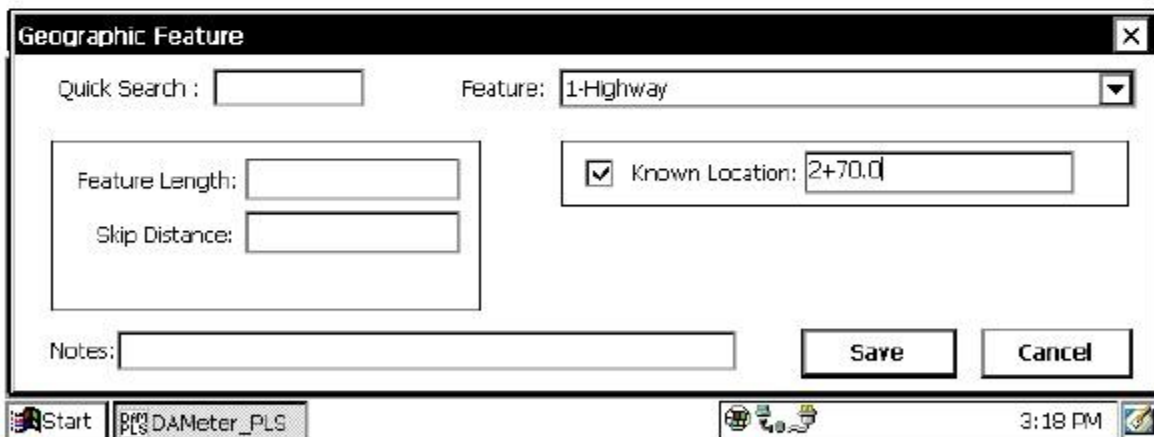 Geographic Feature
Quick Search :
Feature: 1-Highway
Feature Length:
Known Location: 2+70.0
Skip Distance:
Notes:
Save
Cancel
Start
DAMeter_PLS
3:18 PM